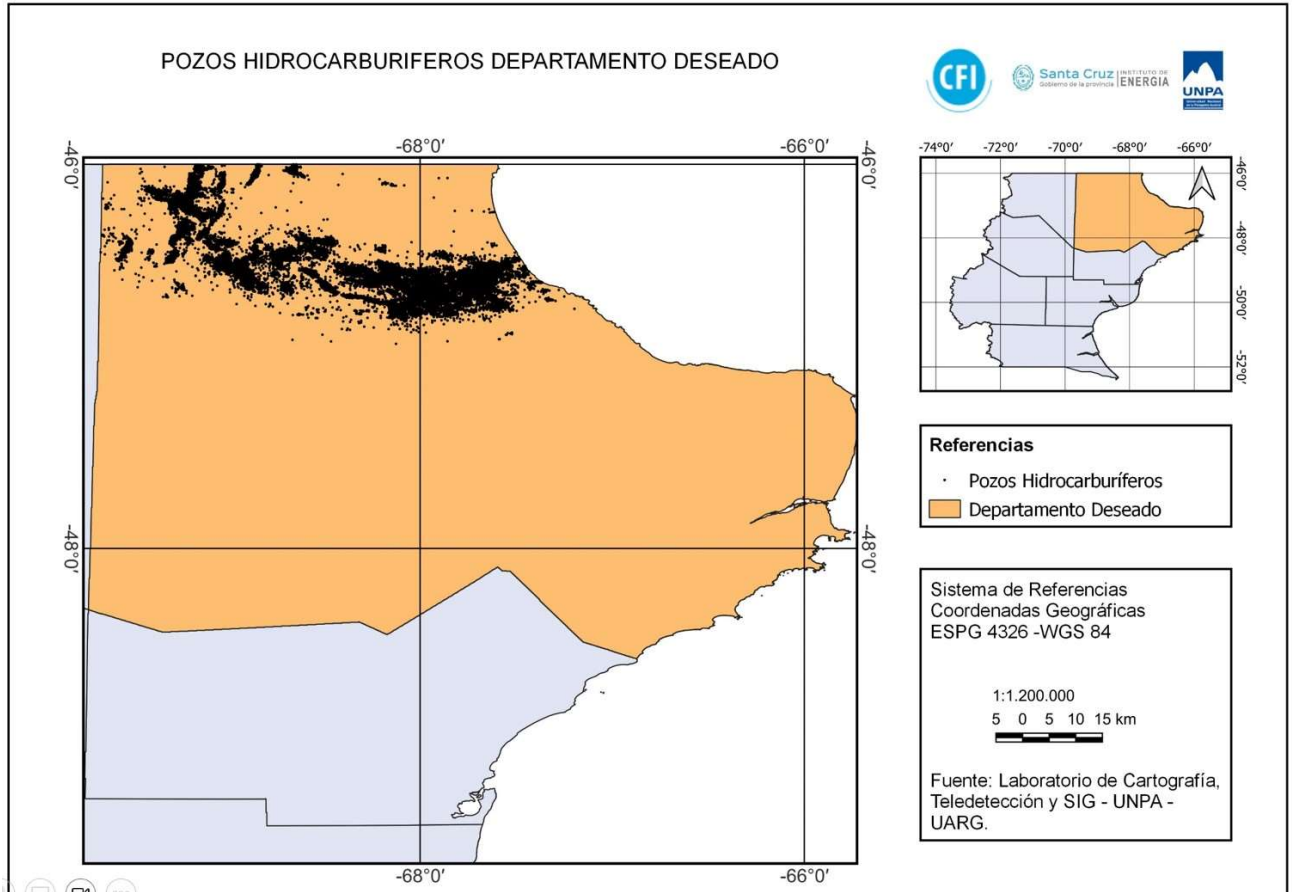 POZOS HIDROCARBURIFEROS DEPARTAMENTO DESEADO
CFI
Santa Cruz
Gobierno de la provincia
INSTITUTO DE
ENERGIA
UNPA
-68°0′
-66°0′
-46°0′
-46°0′
-48°0′
-48°0′
-68°0′
-66°0′
-74°0′
-72°0′
-70°0′
-68°0′
-66°0′
-46°0′
-48°0′
-50°0′
-52°0′
Referencias
Pozos Hidrocarburíferos
Departamento Deseado
Sistema de Referencias
Coordenadas Geográficas
ESPG 4326 -WGS 84
1:1.200.000
5 0 5 10 15 km
Fuente: Laboratorio de Cartografía,
Teledetección y SIG - UNPA -
UARG.